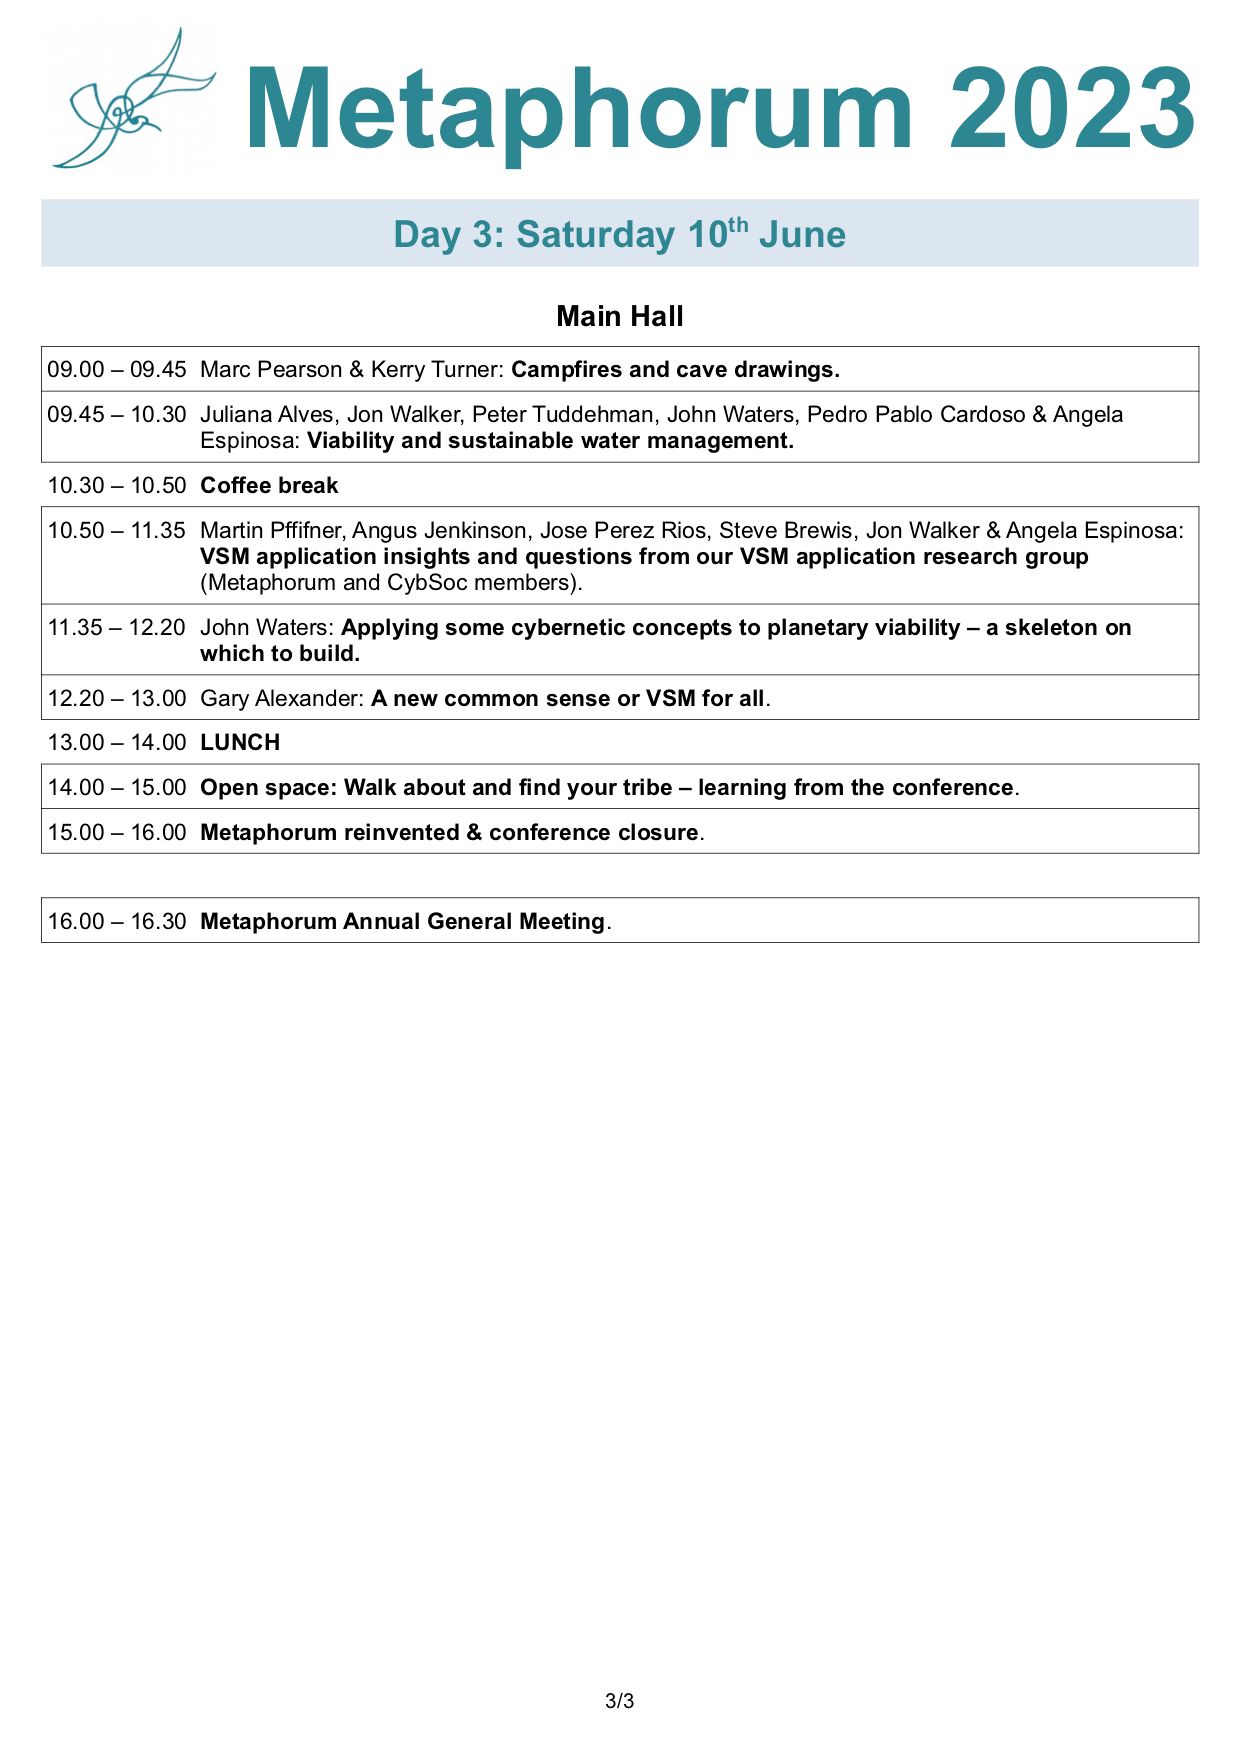 Metaphorum 2023
Day 3: Saturday 10th June
Main Hall
09.00 – 09.45 Marc Pearson & Kerry Turner: Campfires and cave drawings.
09.45 – 10.30 Juliana Alves, Jon Walker, Peter Tuddehman, John Waters, Pedro Pablo Cardoso & Angela
Espinosa: Viability and sustainable water management.
10.30 – 10.50 Coffee break
10.50 – 11.35 Martin Pffifner, Angus Jenkinson, Jose Perez Rios, Steve Brewis, Jon Walker & Angela Espinosa:
VSM application insights and questions from our VSM application research group
(Metaphorum and CybSoc members).
11.35 – 12.20 John Waters: Applying some cybernetic concepts to planetary viability – a skeleton on
which to build.
12.20 – 13.00 Gary Alexander: A new common sense or VSM for all.
13.00 – 14.00 LUNCH
14.00 – 15.00 Open space: Walk about and find your tribe – learning from the conference.
15.00 – 16.00 Metaphorum reinvented & conference closure.
16.00 – 16.30 Metaphorum Annual General Meeting.
3/3